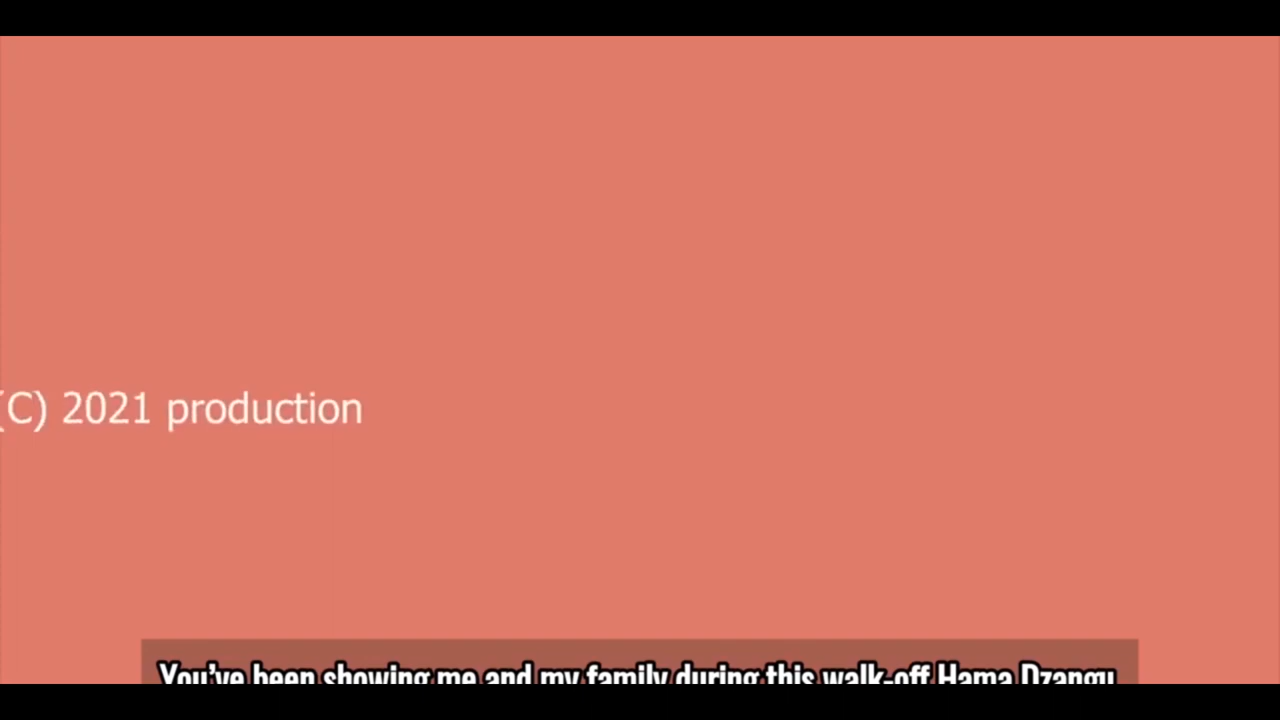 (C) 2021 production
You've been showing me and my family during this walk-off Hama Dzangu